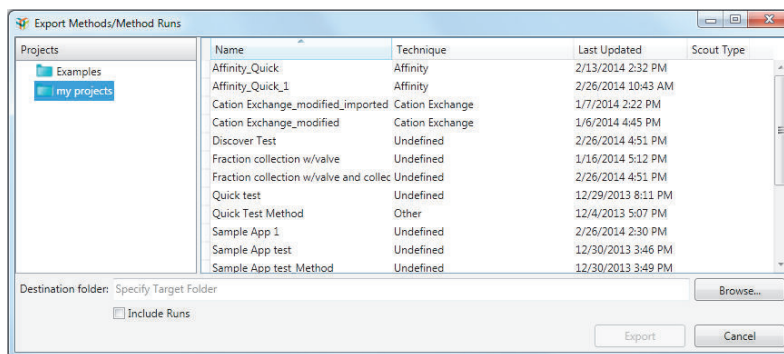 Export Methods/Method Runs
Projects
Examples
my projects
Name Technique Last Updated Scout Type
Affinity_Quick Affinity 2/13/2014 2:32 PM
Affinity_Quick_1 Affinity 2/26/2014 10:43 AM
Cation Exchange_modified_imported Cation Exchange 1/7/2014 2:22 PM
Cation Exchange_modified Cation Exchange 1/6/2014 4:45 PM
Discover Test Undefined 2/26/2014 4:51 PM
Fraction collection w/valve Undefined 1/16/2014 5:12 PM
Fraction collection w/valve and collec Undefined 2/26/2014 4:51 PM
Quick test Undefined 12/29/2013 8:11 PM
Quick Test Method Other 12/4/2013 5:07 PM
Sample App 1 Undefined 2/26/2014 2:30 PM
Sample App test Undefined 12/30/2013 3:46 PM
Sample App test_Method Undefined 12/30/2013 3:49 PM
Destination folder: Specify Target Folder Browse...
Include Runs
Export Cancel